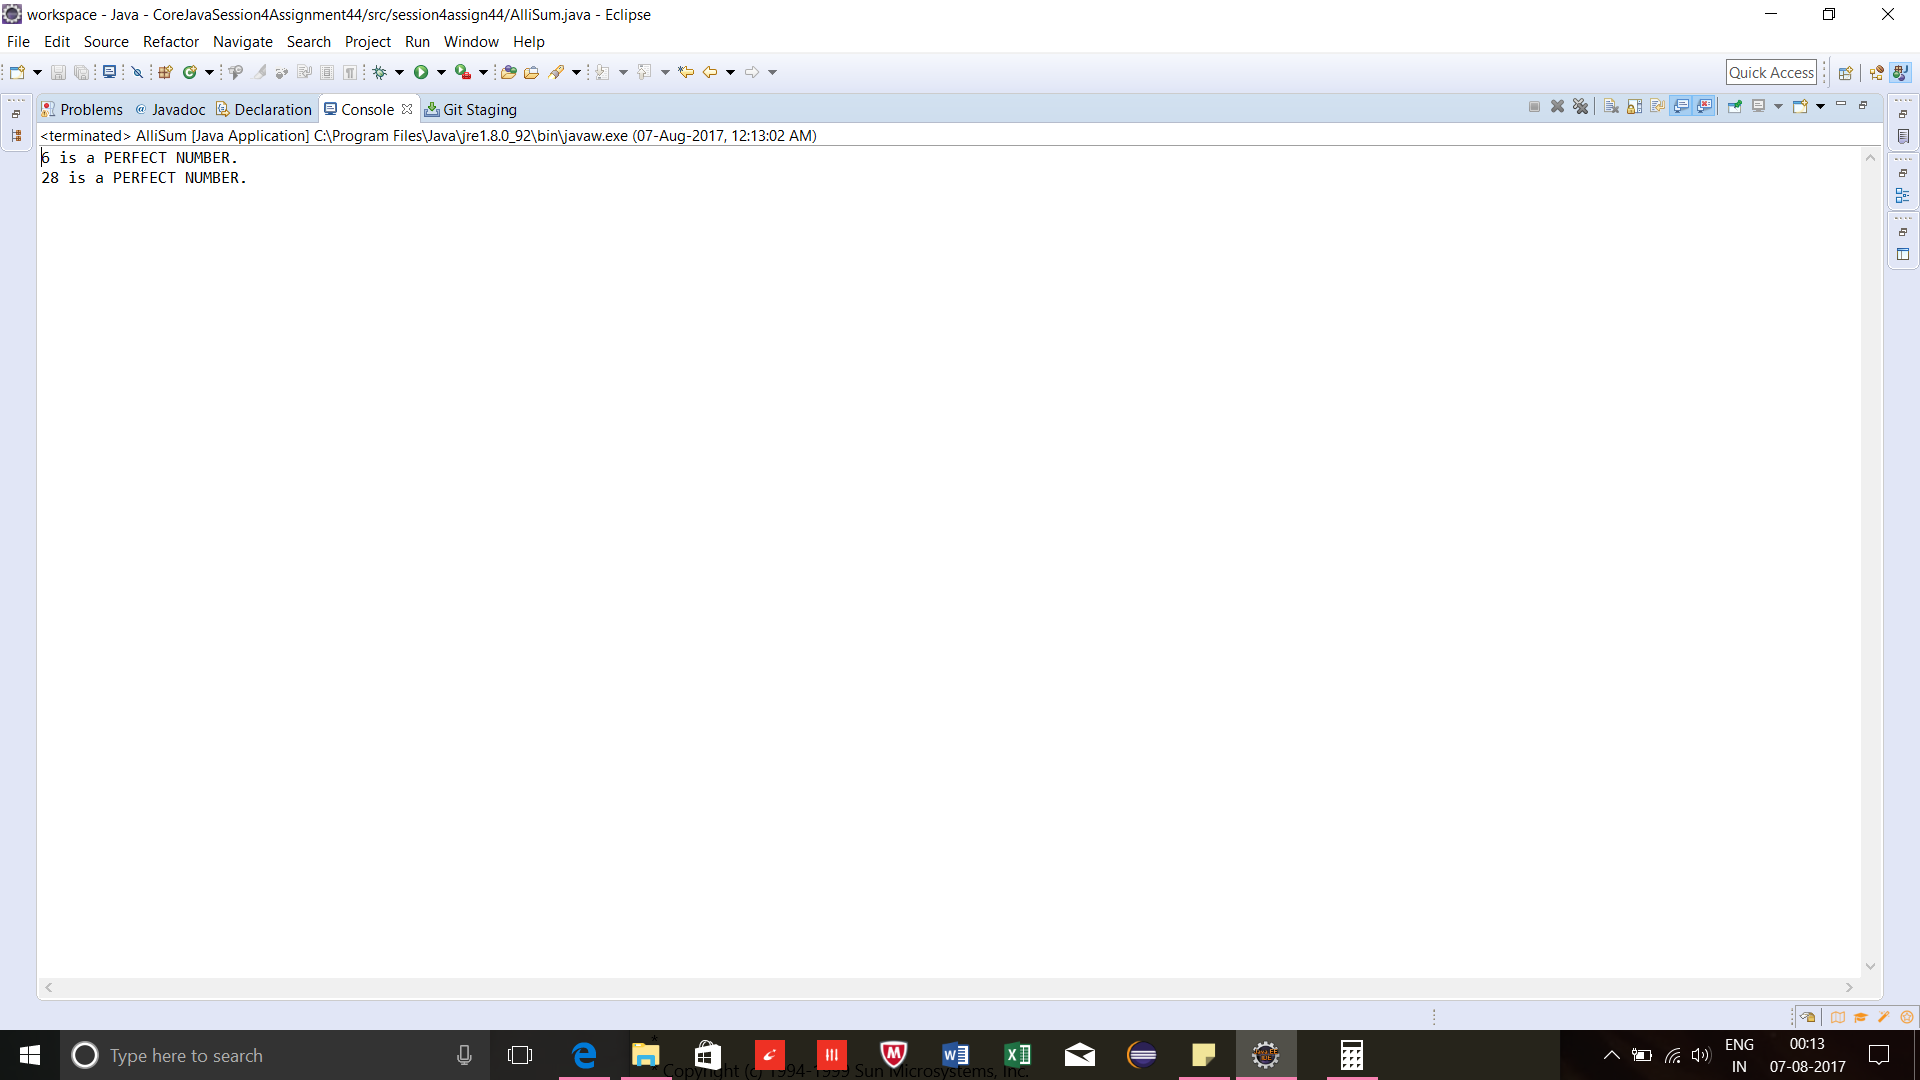 workspace - Java - CoreJavaSession4Assignment44/src/session4assign44/AlliSum.java - Eclipse
File Edit Source Refactor Navigate Search Project Run Window Help
Quick Access
Problems @ Javadoc Declaration Console Git Staging
<terminated> AlliSum [Java Application] C:\Program Files\Java\jre1.8.0_92\bin\javaw.exe (07-Aug-2017, 12:13:02 AM)
6 is a PERFECT NUMBER.
28 is a PERFECT NUMBER.
Type here to search
* Copyright (c) 1994-1999 Sun Microsystems, Inc.
ENG
IN
00:13
07-08-2017